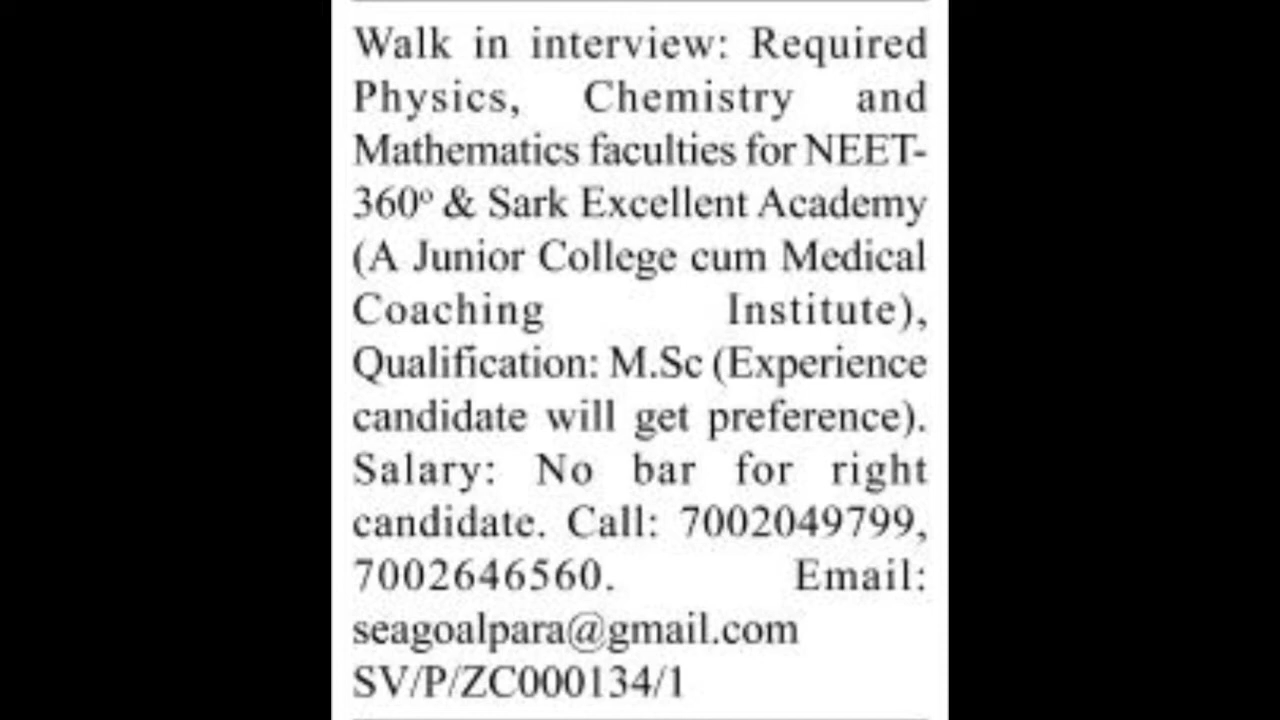 Walk in interview: Required
Physics, Chemistry and
Mathematics faculties for NEET-
360º & Sark Excellent Academy
(A Junior College cum Medical
Coaching Institute),
Qualification: M.Sc (Experience
candidate will get preference).
Salary: No bar for right
candidate. Call: 7002049799,
7002646560. Email:
seagoalpara@gmail.com
SV/P/ZC000134/1